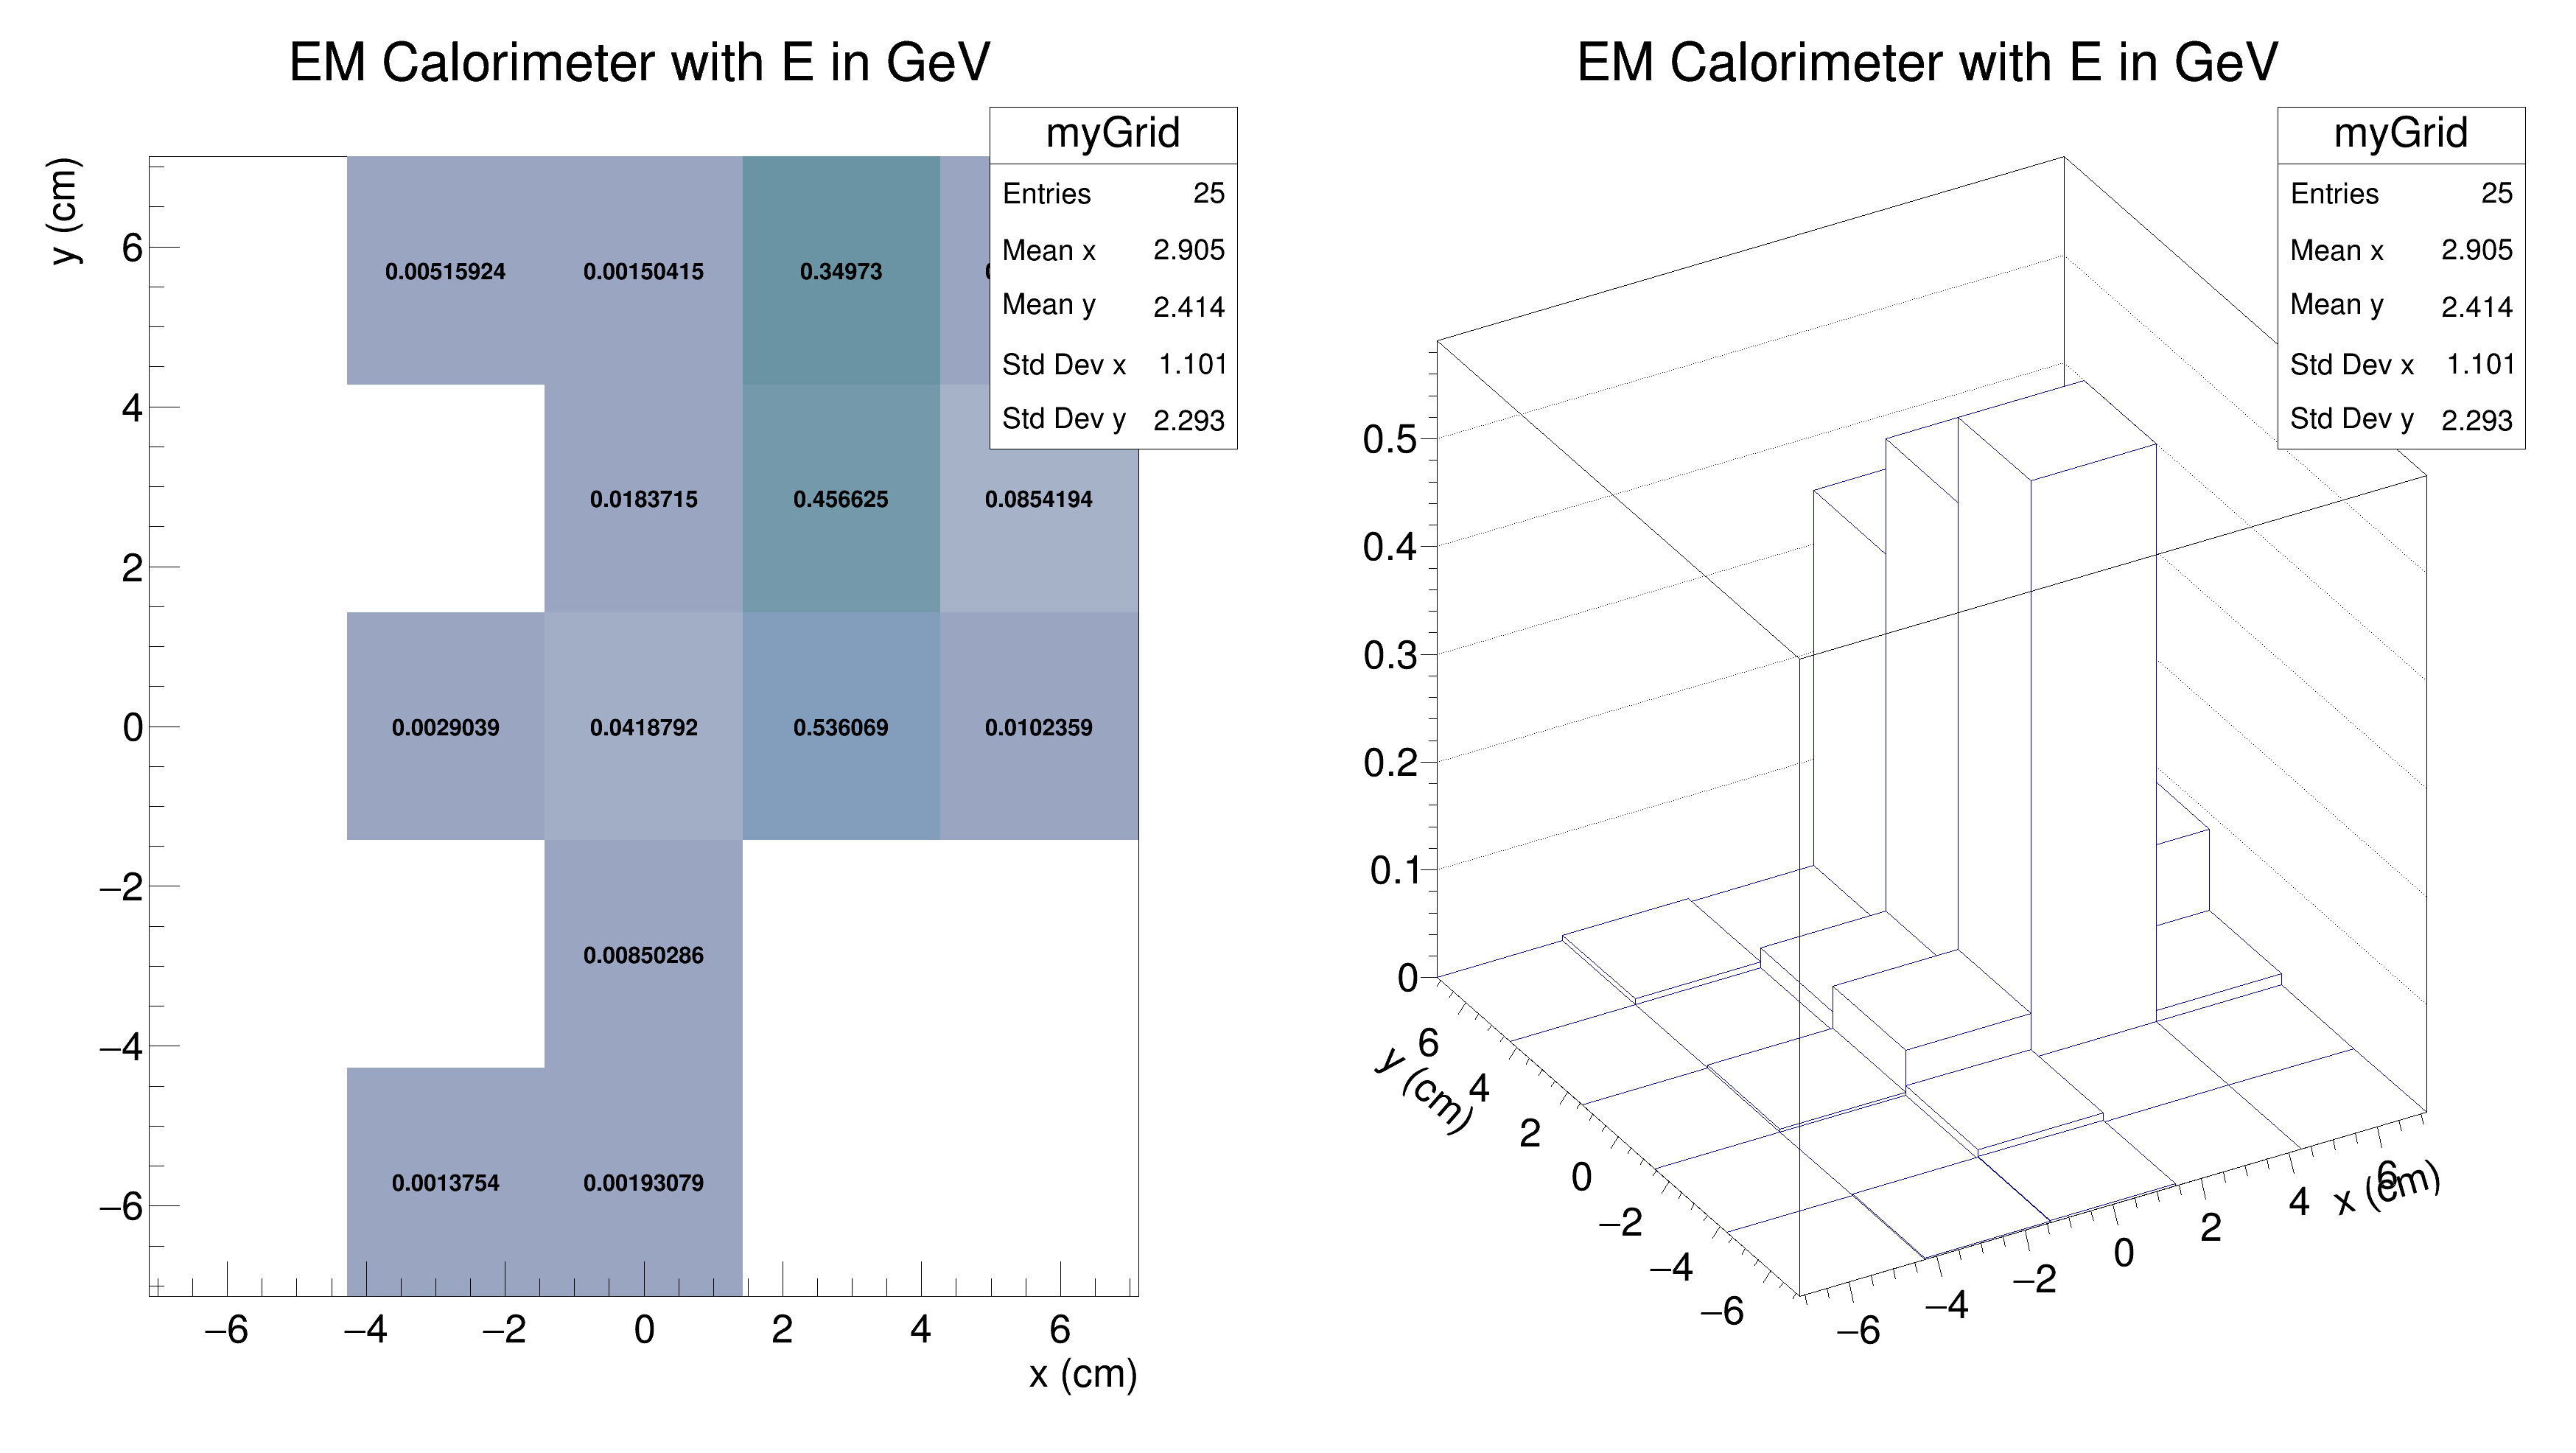 EM Calorimeter with E in GeV
myGrid
Entries 25
Mean x 2.905
Mean y 2.414
Std Dev x 1.101
Std Dev y 2.293
y (cm)
6
4
2
0
−2
−4
−6
0.00515924 0.00150415 0.34973
0.0183715 0.456625 0.0854194
0.0029039 0.0418792 0.536069 0.0102359
0.00850286
0.0013754 0.00193079
−6 −4 −2 0 2 4 6
x (cm)
EM Calorimeter with E in GeV
myGrid
Entries 25
Mean x 2.905
Mean y 2.414
Std Dev x 1.101
Std Dev y 2.293
0.5
0.4
0.3
0.2
0.1
0
6
4
2
0
−2
−4
−6
y (cm)
−6 −4 −2 0 2 4 6
x (cm)